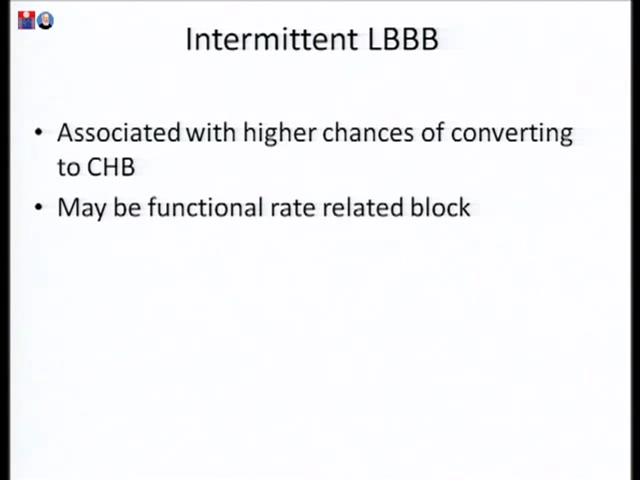 Intermittent LBBB
• Associated with higher chances of converting
to CHB
• May be functional rate related block